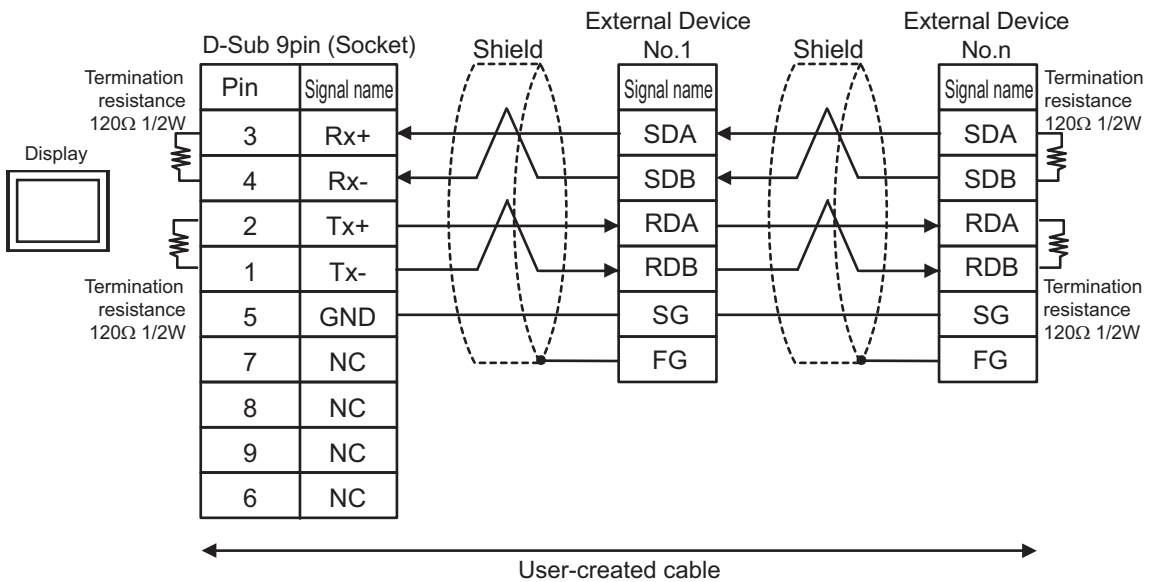 External Device
External Device
D-Sub 9pin (Socket)
Shield
No.1
Shield
No.n
Termination
resistance
120Ω 1/2W
Pin
Signal name
Signal name
Signal name
Termination
resistance
120Ω 1/2W
3
Rx+
SDA
SDA
Display
4
Rx-
SDB
SDB
2
Tx+
RDA
RDA
1
Tx-
RDB
RDB
Termination
resistance
120Ω 1/2W
5
GND
SG
SG
Termination
resistance
120Ω 1/2W
7
NC
FG
FG
8
NC
9
NC
6
NC
User-created cable